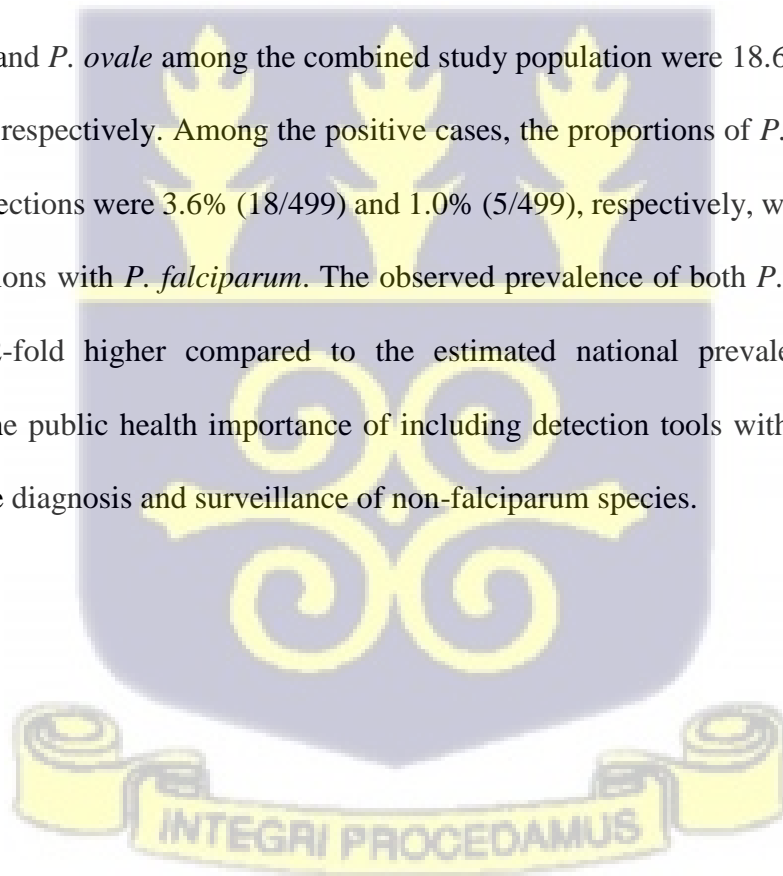 and P. ovale among the combined study population were 18.6
respectively. Among the positive cases, the proportions of P.
ections were 3.6% (18/499) and 1.0% (5/499), respectively, w
ions with P. falciparum. The observed prevalence of both P.
-fold higher compared to the estimated national prevale
ne public health importance of including detection tools with
e diagnosis and surveillance of non-falciparum species.
INTEGRI PROCEDAMUS